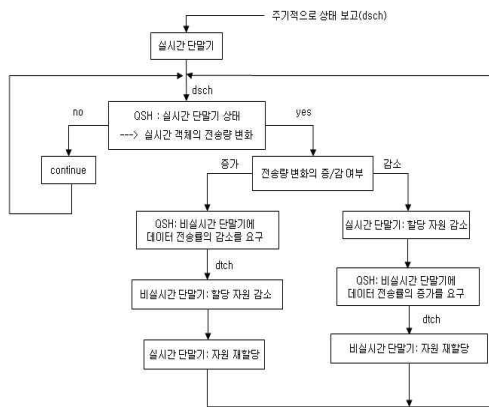 주기적으로 상태 보고(dsch)
실시간 단말기
dsch
no
QSH : 실시간 단말기 상태
---> 실시간 객체의 전송량 변화
yes
continue
증가
전송량 변화의 증/감 여부
감소
QSH: 비실시간 단말기에
데이터 전송률의 감소를 요구
실시간 단말기: 할당 자원 감소
dtch
QSH: 비실시간 단말기에
데이터 전송률의 증가를 요구
비실시간 단말기: 할당 자원 감소
dtch
실시간 단말기: 자원 재할당
비실시간 단말기: 자원 재할당